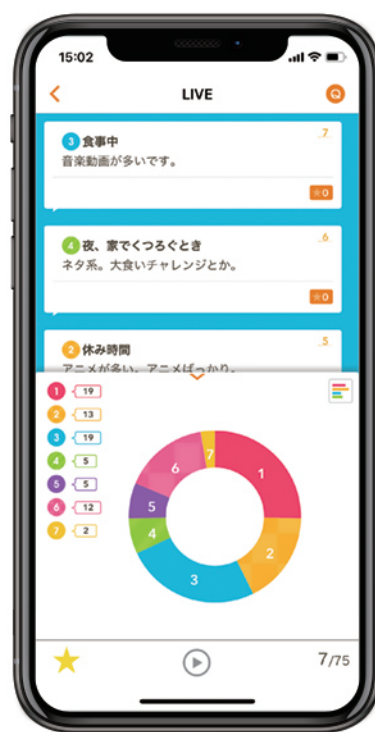 15:02
LIVE
Q
7
3 食事中
音楽動画が多いです。
★0
6
4 夜、家でくつろぐとき
ネタ系。大食いチャレンジとか。
★0
5
2 休み時間
アニメが多い。アニメばっかり。
1 19
2 13
3 19
4 5
5 5
6 12
7 2
1
2
3
4
5
6
7
7/75